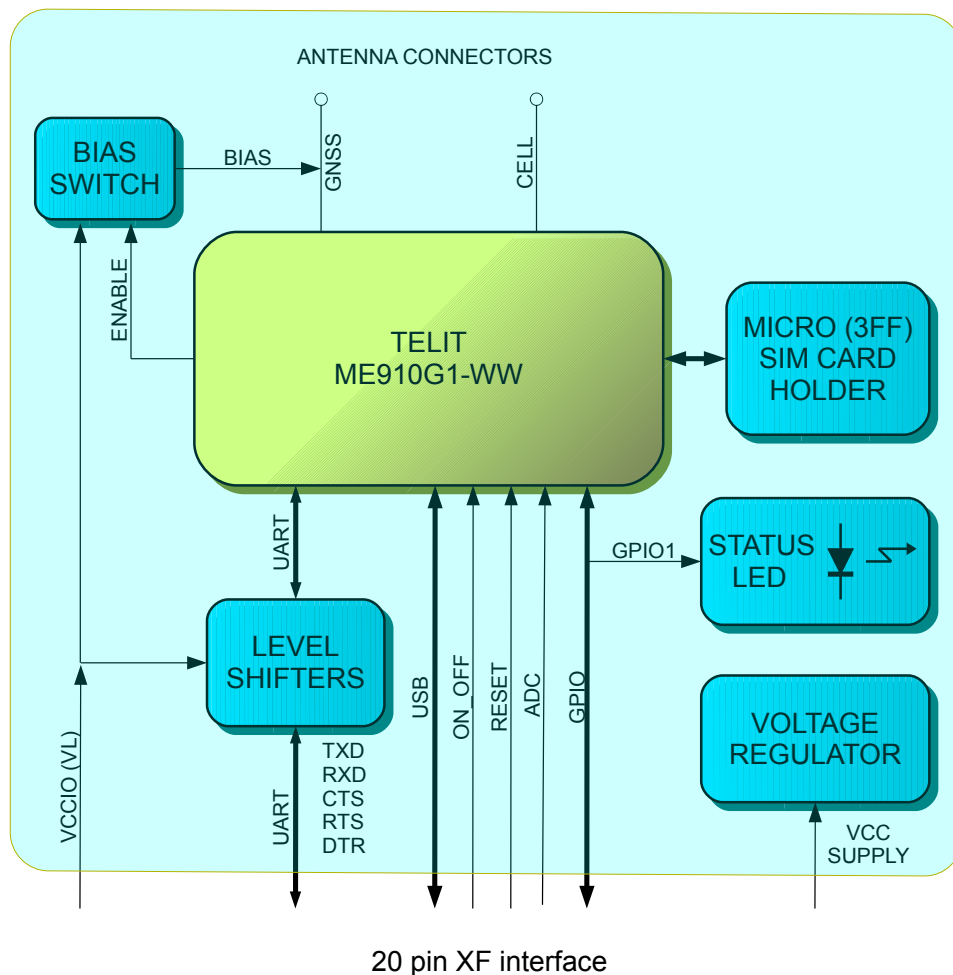 ANTENNA CONNECTORS
BIAS
SWITCH
BIAS
GNSS
CELL
ENABLE
TELIT
ME910G1-WW
MICRO (3FF)
SIM CARD
HOLDER
UART
GPIO1
STATUS
LED
LEVEL
SHIFTERS
USB
ON_OFF
RESET
ADC
GPIO
VOLTAGE
REGULATOR
VCCIO (VL)
UART
TXD
RXD
CTS
RTS
DTR
VCC
SUPPLY
20 pin XF interface